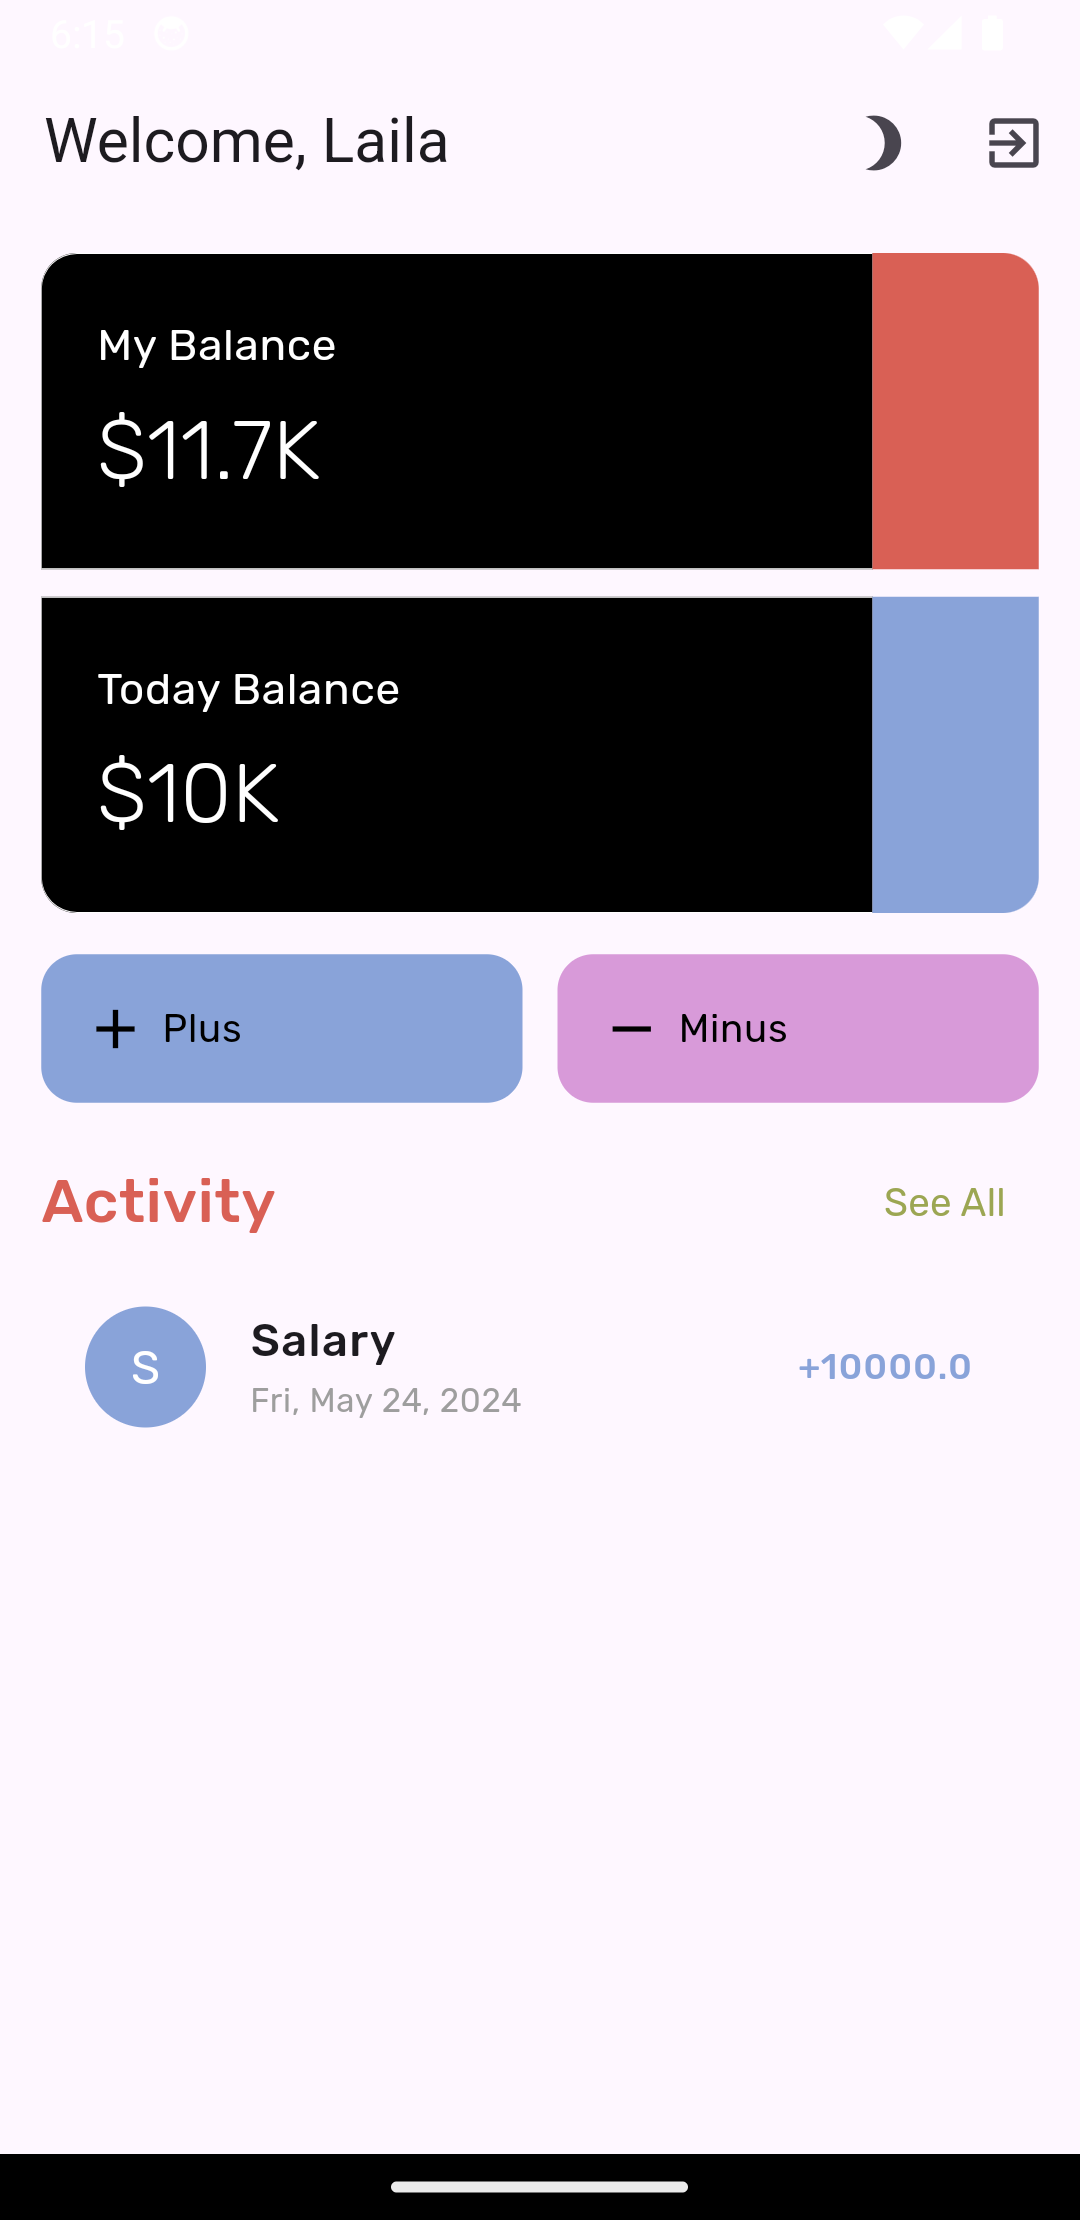 6:15
Welcome, Laila
My Balance
$11.7K
Today Balance
$10K
Plus
Minus
Activity
See All
S
Salary
Fri, May 24, 2024
+10000.0